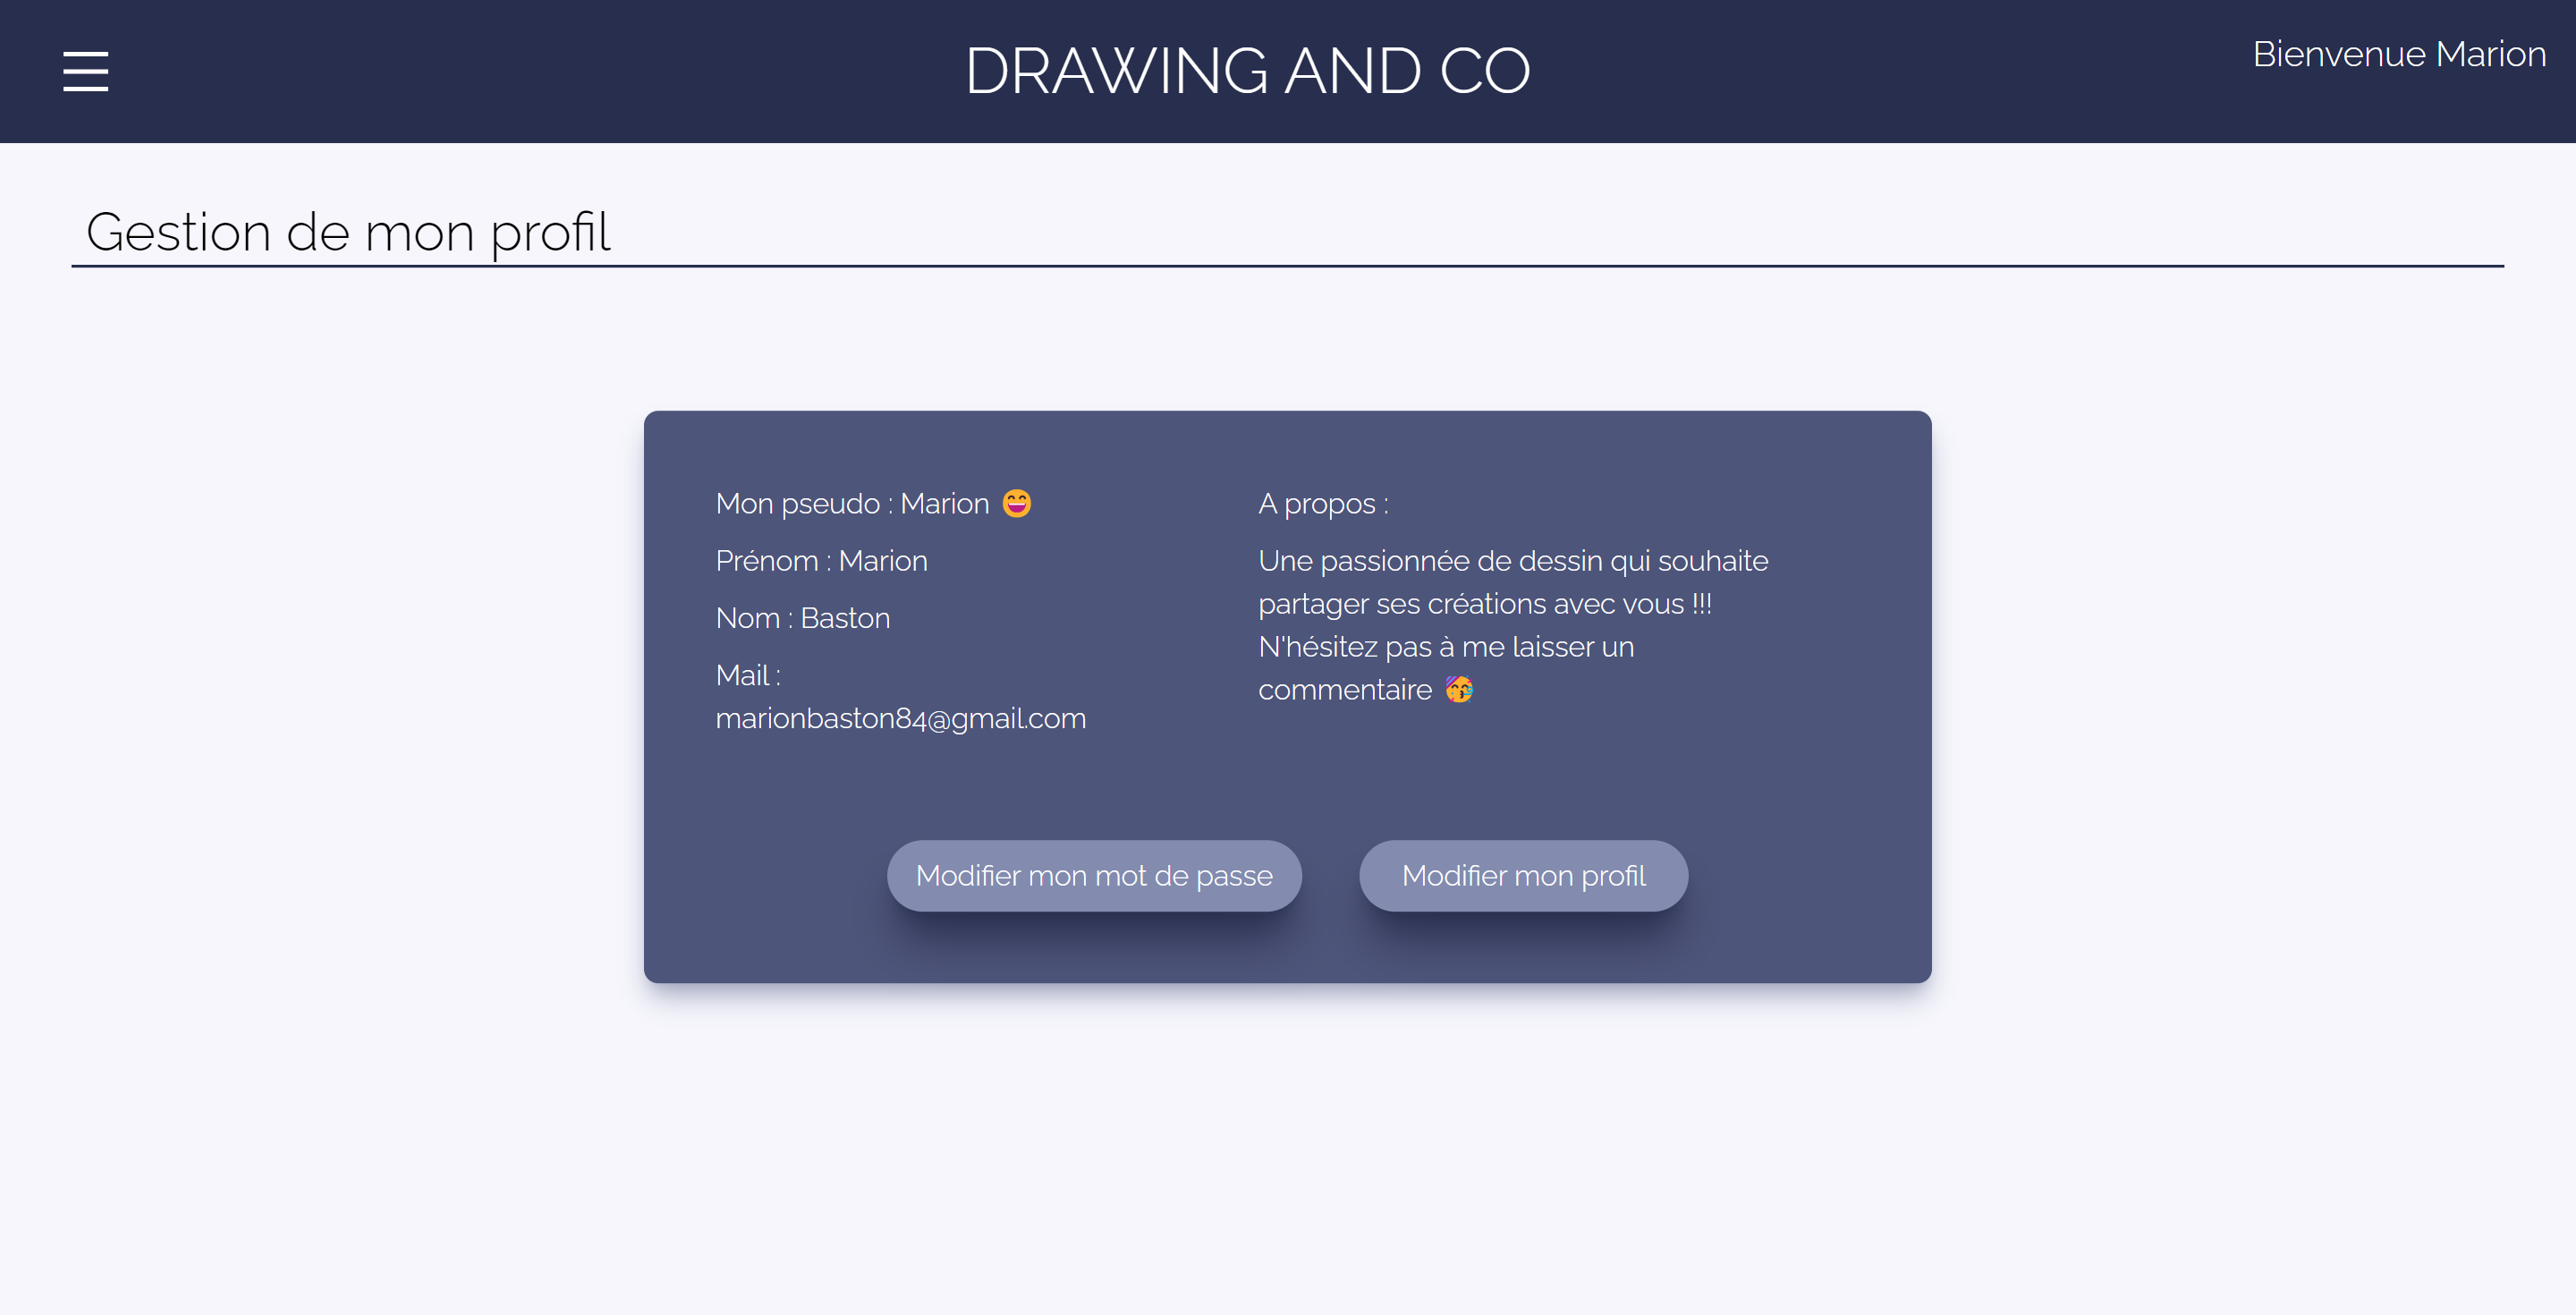 DRAWING AND CO
Bienvenue Marion
Gestion de mon profil
Mon pseudo : Marion 😄
Prénom : Marion
Nom : Baston
Mail :
marionbaston84@gmail.com
A propos :
Une passionnée de dessin qui souhaite
partager ses créations avec vous !!!
N'hésitez pas à me laisser un
commentaire 🥳
Modifier mon mot de passe
Modifier mon profil